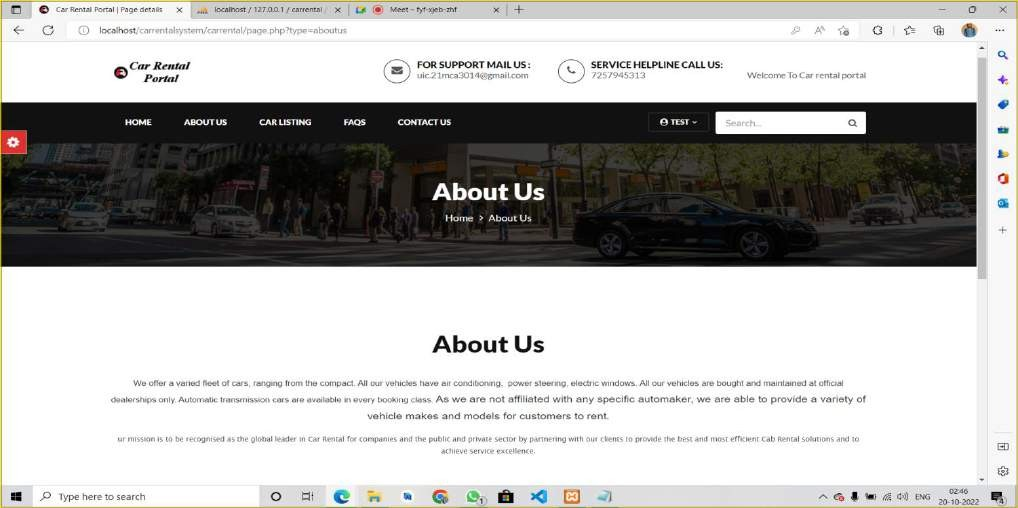 Car Rental Portal | Page details
localhost / 127.0.0.1 / carrental /
Meet – fyf-xjeb-zhf
localhost/carrentalsystem/carrental/page.php?type=aboutus
Car Rental
Portal
FOR SUPPORT MAIL US :
uic.21mca3014@gmail.com
SERVICE HELPLINE CALL US:
7257945313
Welcome To Car rental portal
HOME ABOUT US CAR LISTING FAQS CONTACT US
TEST
Search...
About Us
Home > About Us
About Us
We offer a varied fleet of cars, ranging from the compact. All our vehicles have air conditioning, power steering, electric windows. All our vehicles are bought and maintained at official
dealerships only. Automatic transmission cars are available in every booking class. As we are not affiliated with any specific automaker, we are able to provide a variety of
vehicle makes and models for customers to rent.
ur mission is to be recognised as the global leader in Car Rental for companies and the public and private sector by partnering with our clients to provide the best and most efficient Cab Rental solutions and to
achieve service excellence.
Type here to search
1
ENG
02:46
20-10-2022
4